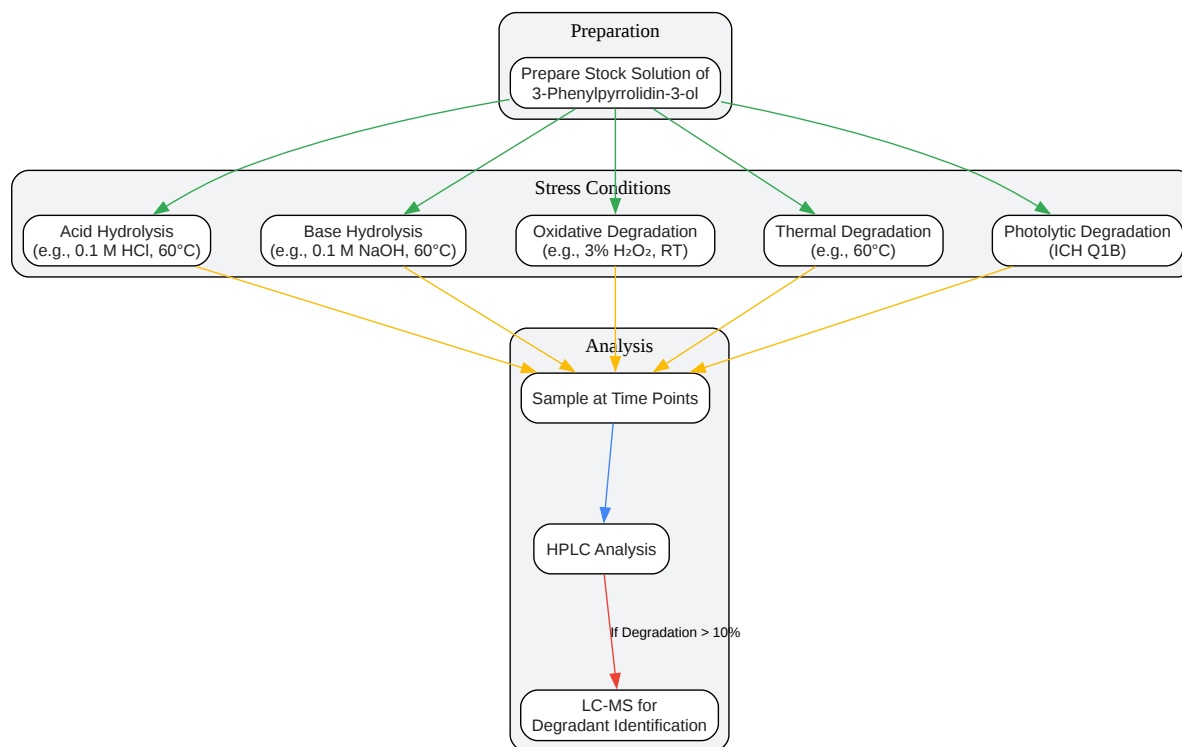 Preparation
Prepare Stock Solution of
3-Phenylpyrrolidin-3-ol
Stress Conditions
Acid Hydrolysis
(e.g., 0.1 M HCl, 60°C)
Base Hydrolysis
(e.g., 0.1 M NaOH, 60°C)
Oxidative Degradation
(e.g., 3% H₂O₂, RT)
Thermal Degradation
(e.g., 60°C)
Photolytic Degradation
(ICH Q1B)
Analysis
Sample at Time Points
HPLC Analysis
If Degradation > 10%
LC-MS for
Degradant Identification